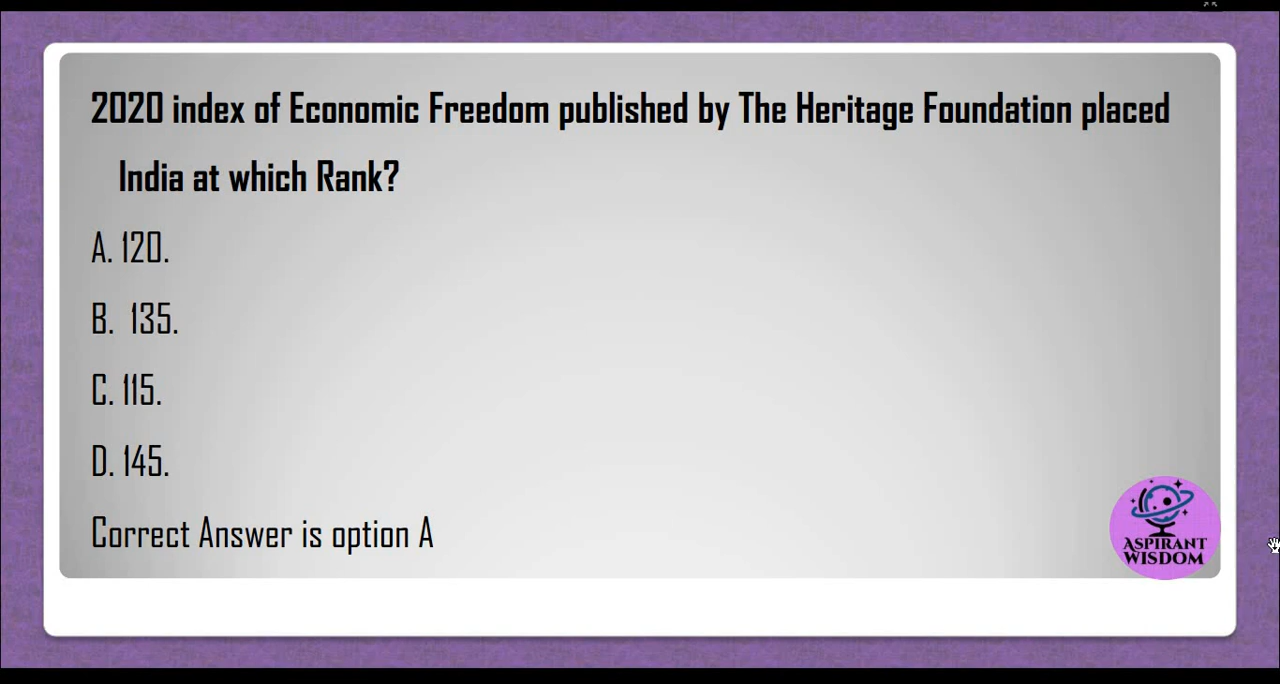 2020 index of Economic Freedom published by The Heritage Foundation placed
India at which Rank?
A. 120.
B. 135.
C. 115.
D. 145.
Correct Answer is option A
ASPIRANT
WISDOM